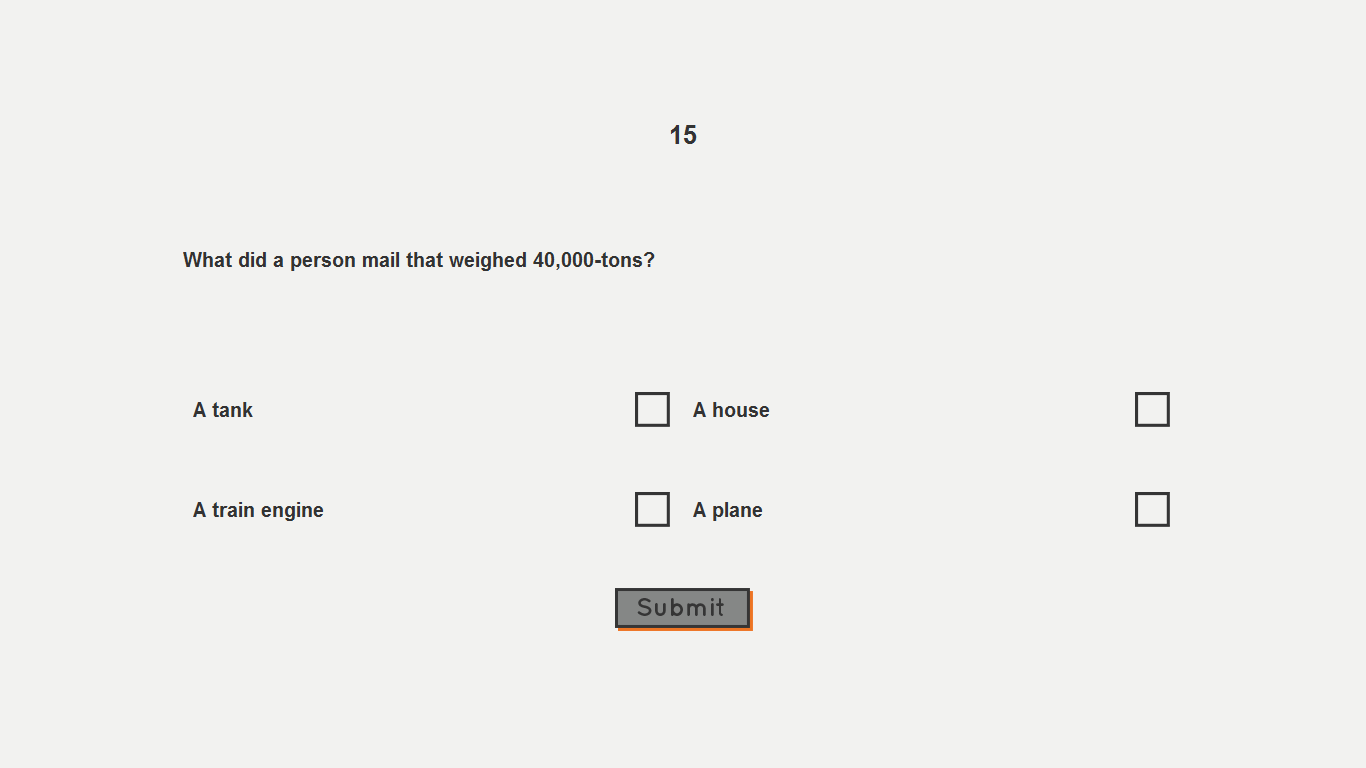 15
What did a person mail that weighed 40,000-tons?
A tank
A house
A train engine
A plane
Submit